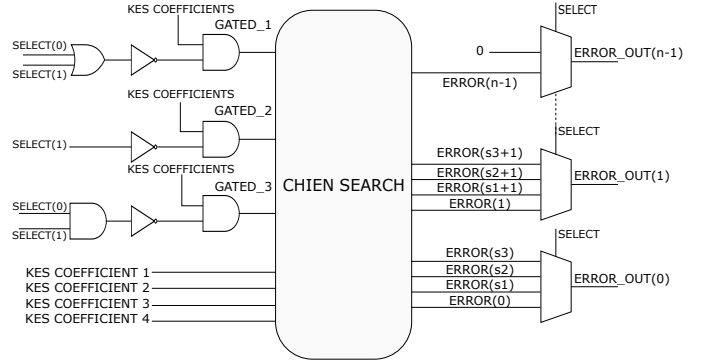 KES COEFFICIENTS
GATED_1
SELECT(0)
SELECT(1)
KES COEFFICIENTS
GATED_2
SELECT(1)
KES COEFFICIENTS
GATED_3
SELECT(0)
SELECT(1)
KES COEFFICIENT 1
KES COEFFICIENT 2
KES COEFFICIENT 3
KES COEFFICIENT 4
CHIEN SEARCH
SELECT
0
ERROR_OUT(n-1)
ERROR(n-1)
SELECT
ERROR(s3+1)
ERROR(s2+1)
ERROR(s1+1)
ERROR(1)
ERROR_OUT(1)
SELECT
ERROR(s3)
ERROR(s2)
ERROR(s1)
ERROR(0)
ERROR_OUT(0)